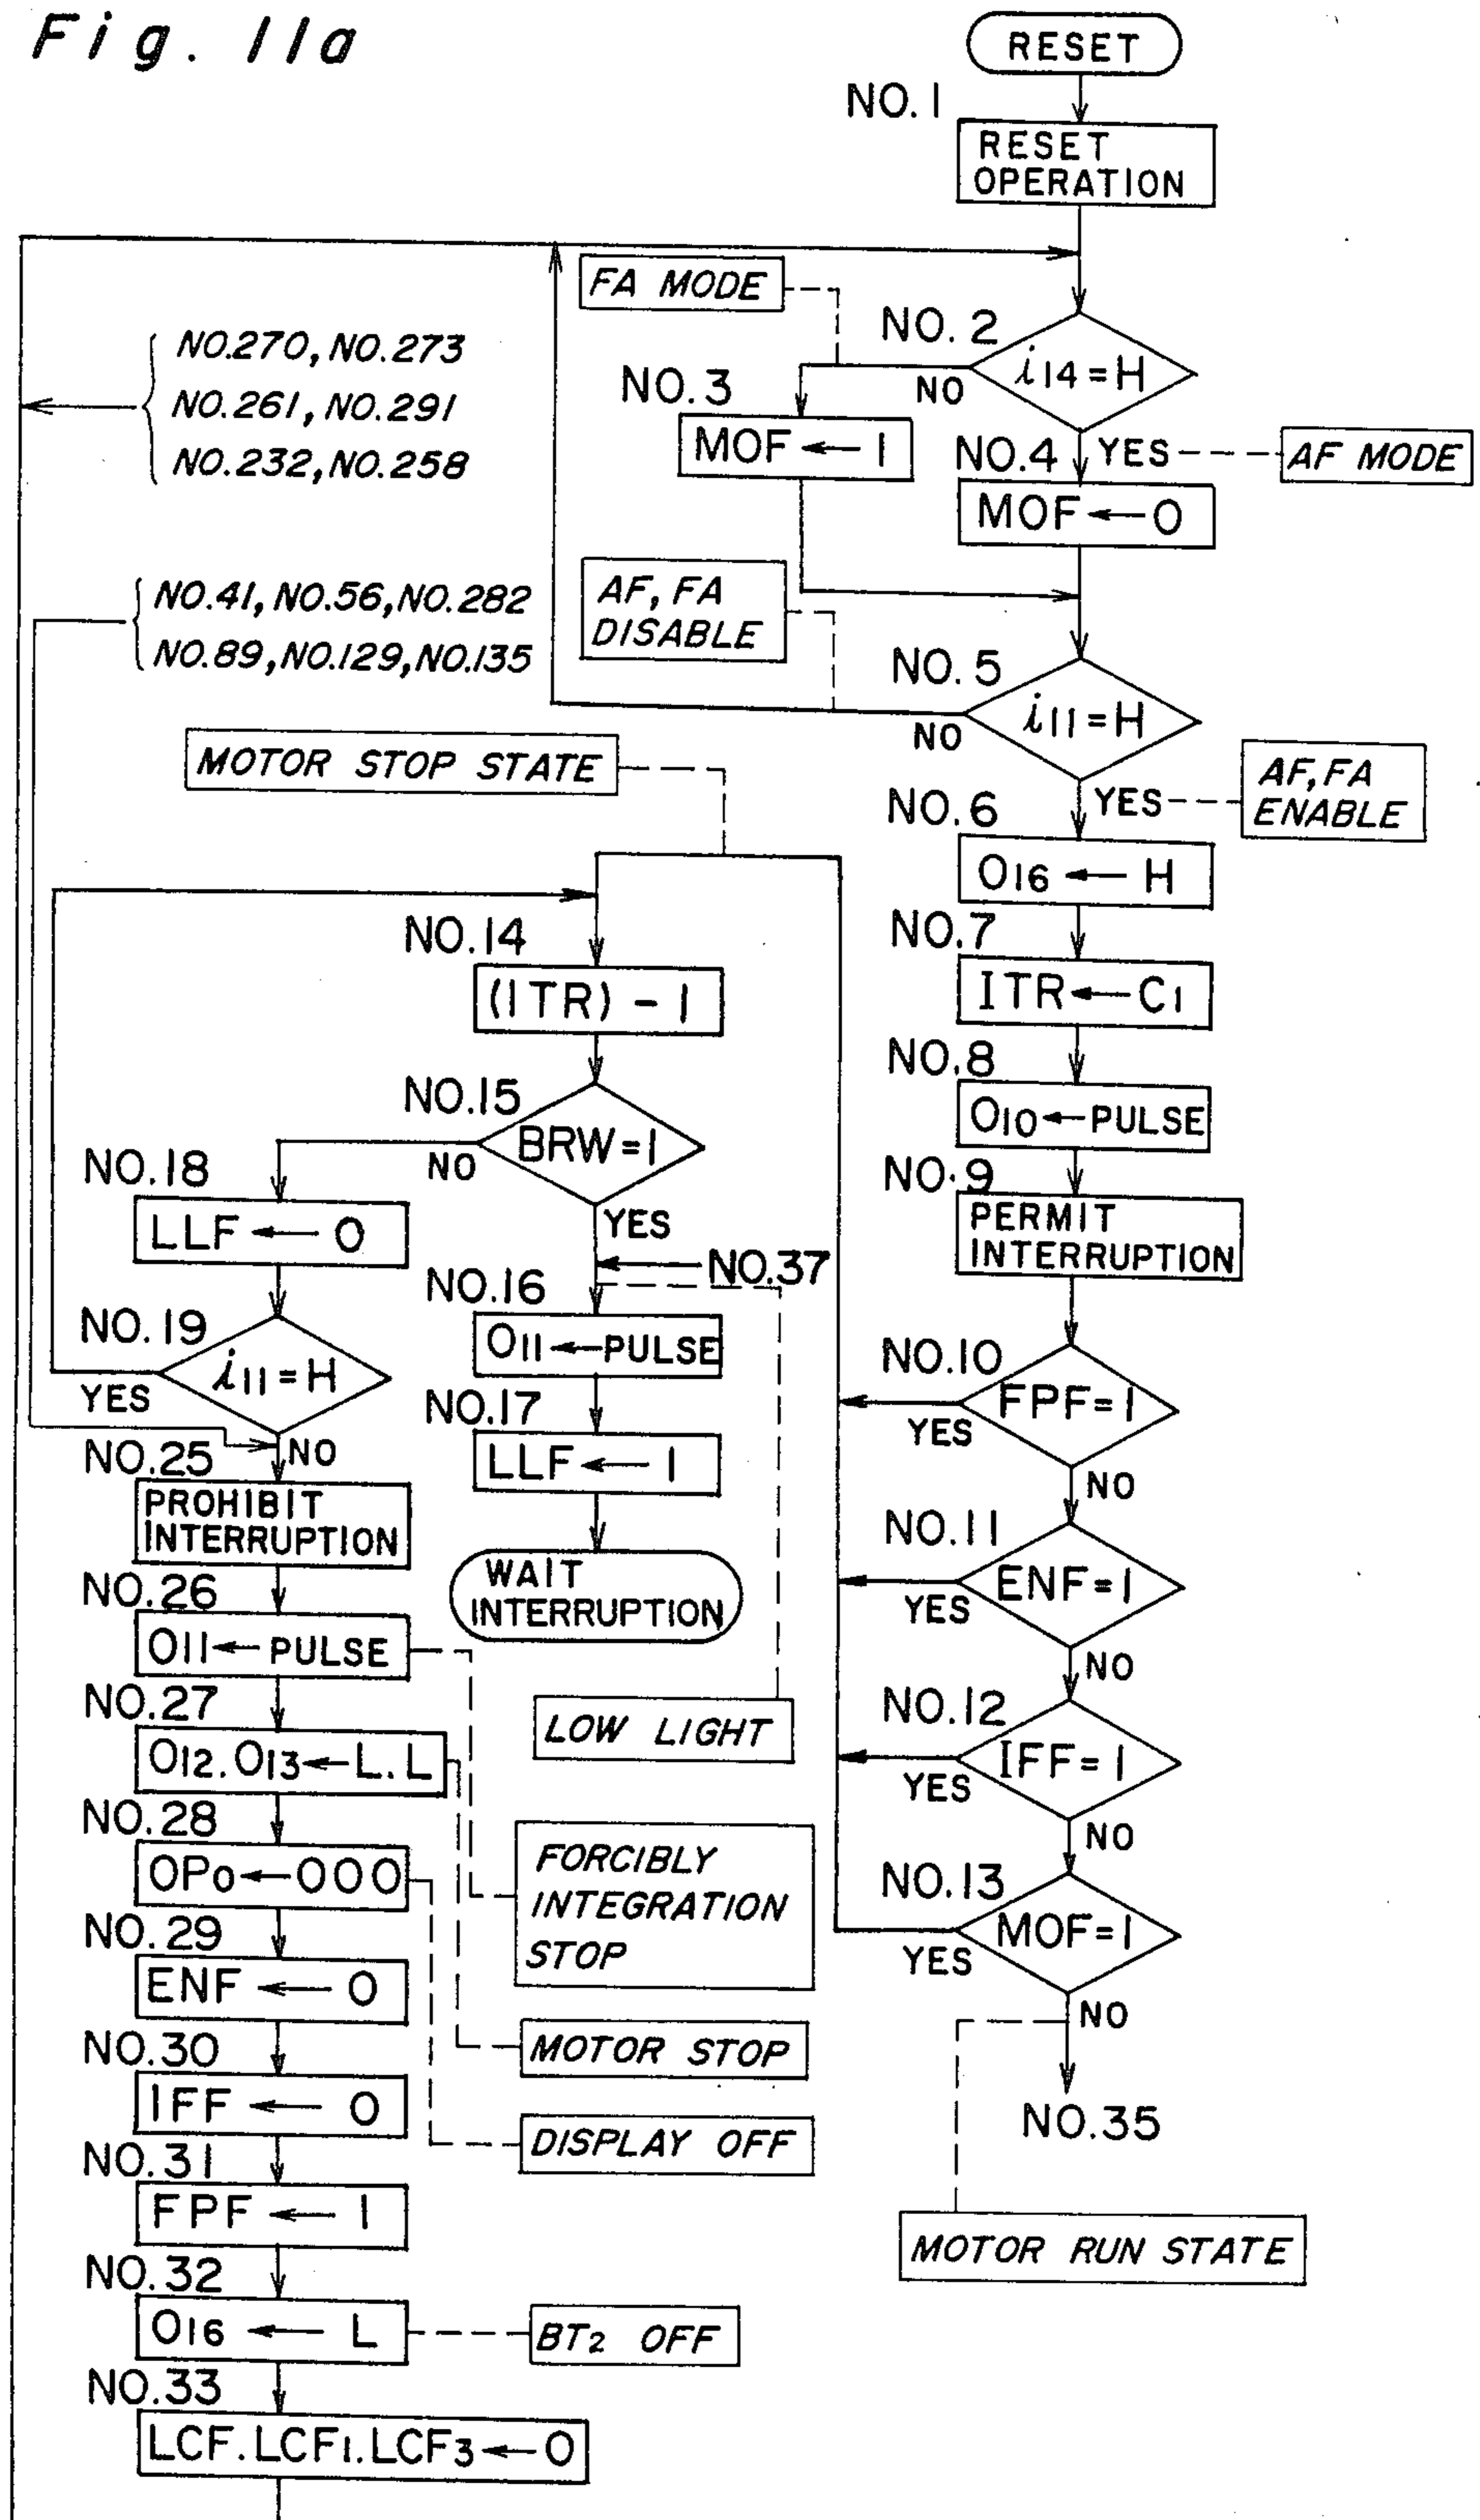 Fig. 11a
RESET
NO.1
RESET
OPERATION
FA MODE
NO. 2
i14=H
NO
NO.270, NO.273
NO.261, NO.291
NO.232, NO.258
NO. 3
MOF ← 1
NO.4
YES
AF MODE
MOF ← 0
NO.41, NO.56, NO.282
NO.89, NO.129, NO.135
AF, FA
DISABLE
NO. 5
i11=H
NO
MOTOR STOP STATE
YES
AF, FA
ENABLE
NO.6
O16 ← H
NO.7
ITR ← C1
NO.8
O10 ← PULSE
NO.9
PERMIT
INTERRUPTION
NO.14
(ITR) - 1
NO.15
BRW=1
NO
YES
NO.18
LLF ← 0
NO.37
NO.16
O11 ← PULSE
NO.19
i11=H
YES
NO
NO.17
LLF ← 1
WAIT
INTERRUPTION
NO.10
FPF=1
YES
NO
NO.11
ENF=1
YES
NO
NO.12
IFF=1
YES
NO
NO.13
MOF=1
YES
NO
NO.35
MOTOR RUN STATE
NO.25
PROHIBIT
INTERRUPTION
NO.26
O11 ← PULSE
LOW LIGHT
NO.27
O12.O13 ← L.L
NO.28
OP0 ← 000
FORCIBLY
INTEGRATION
STOP
NO.29
ENF ← 0
MOTOR STOP
NO.30
IFF ← 0
DISPLAY OFF
NO.31
FPF ← 1
NO.32
O16 ← L
BT2 OFF
NO.33
LCF.LCF1.LCF3 ← 0